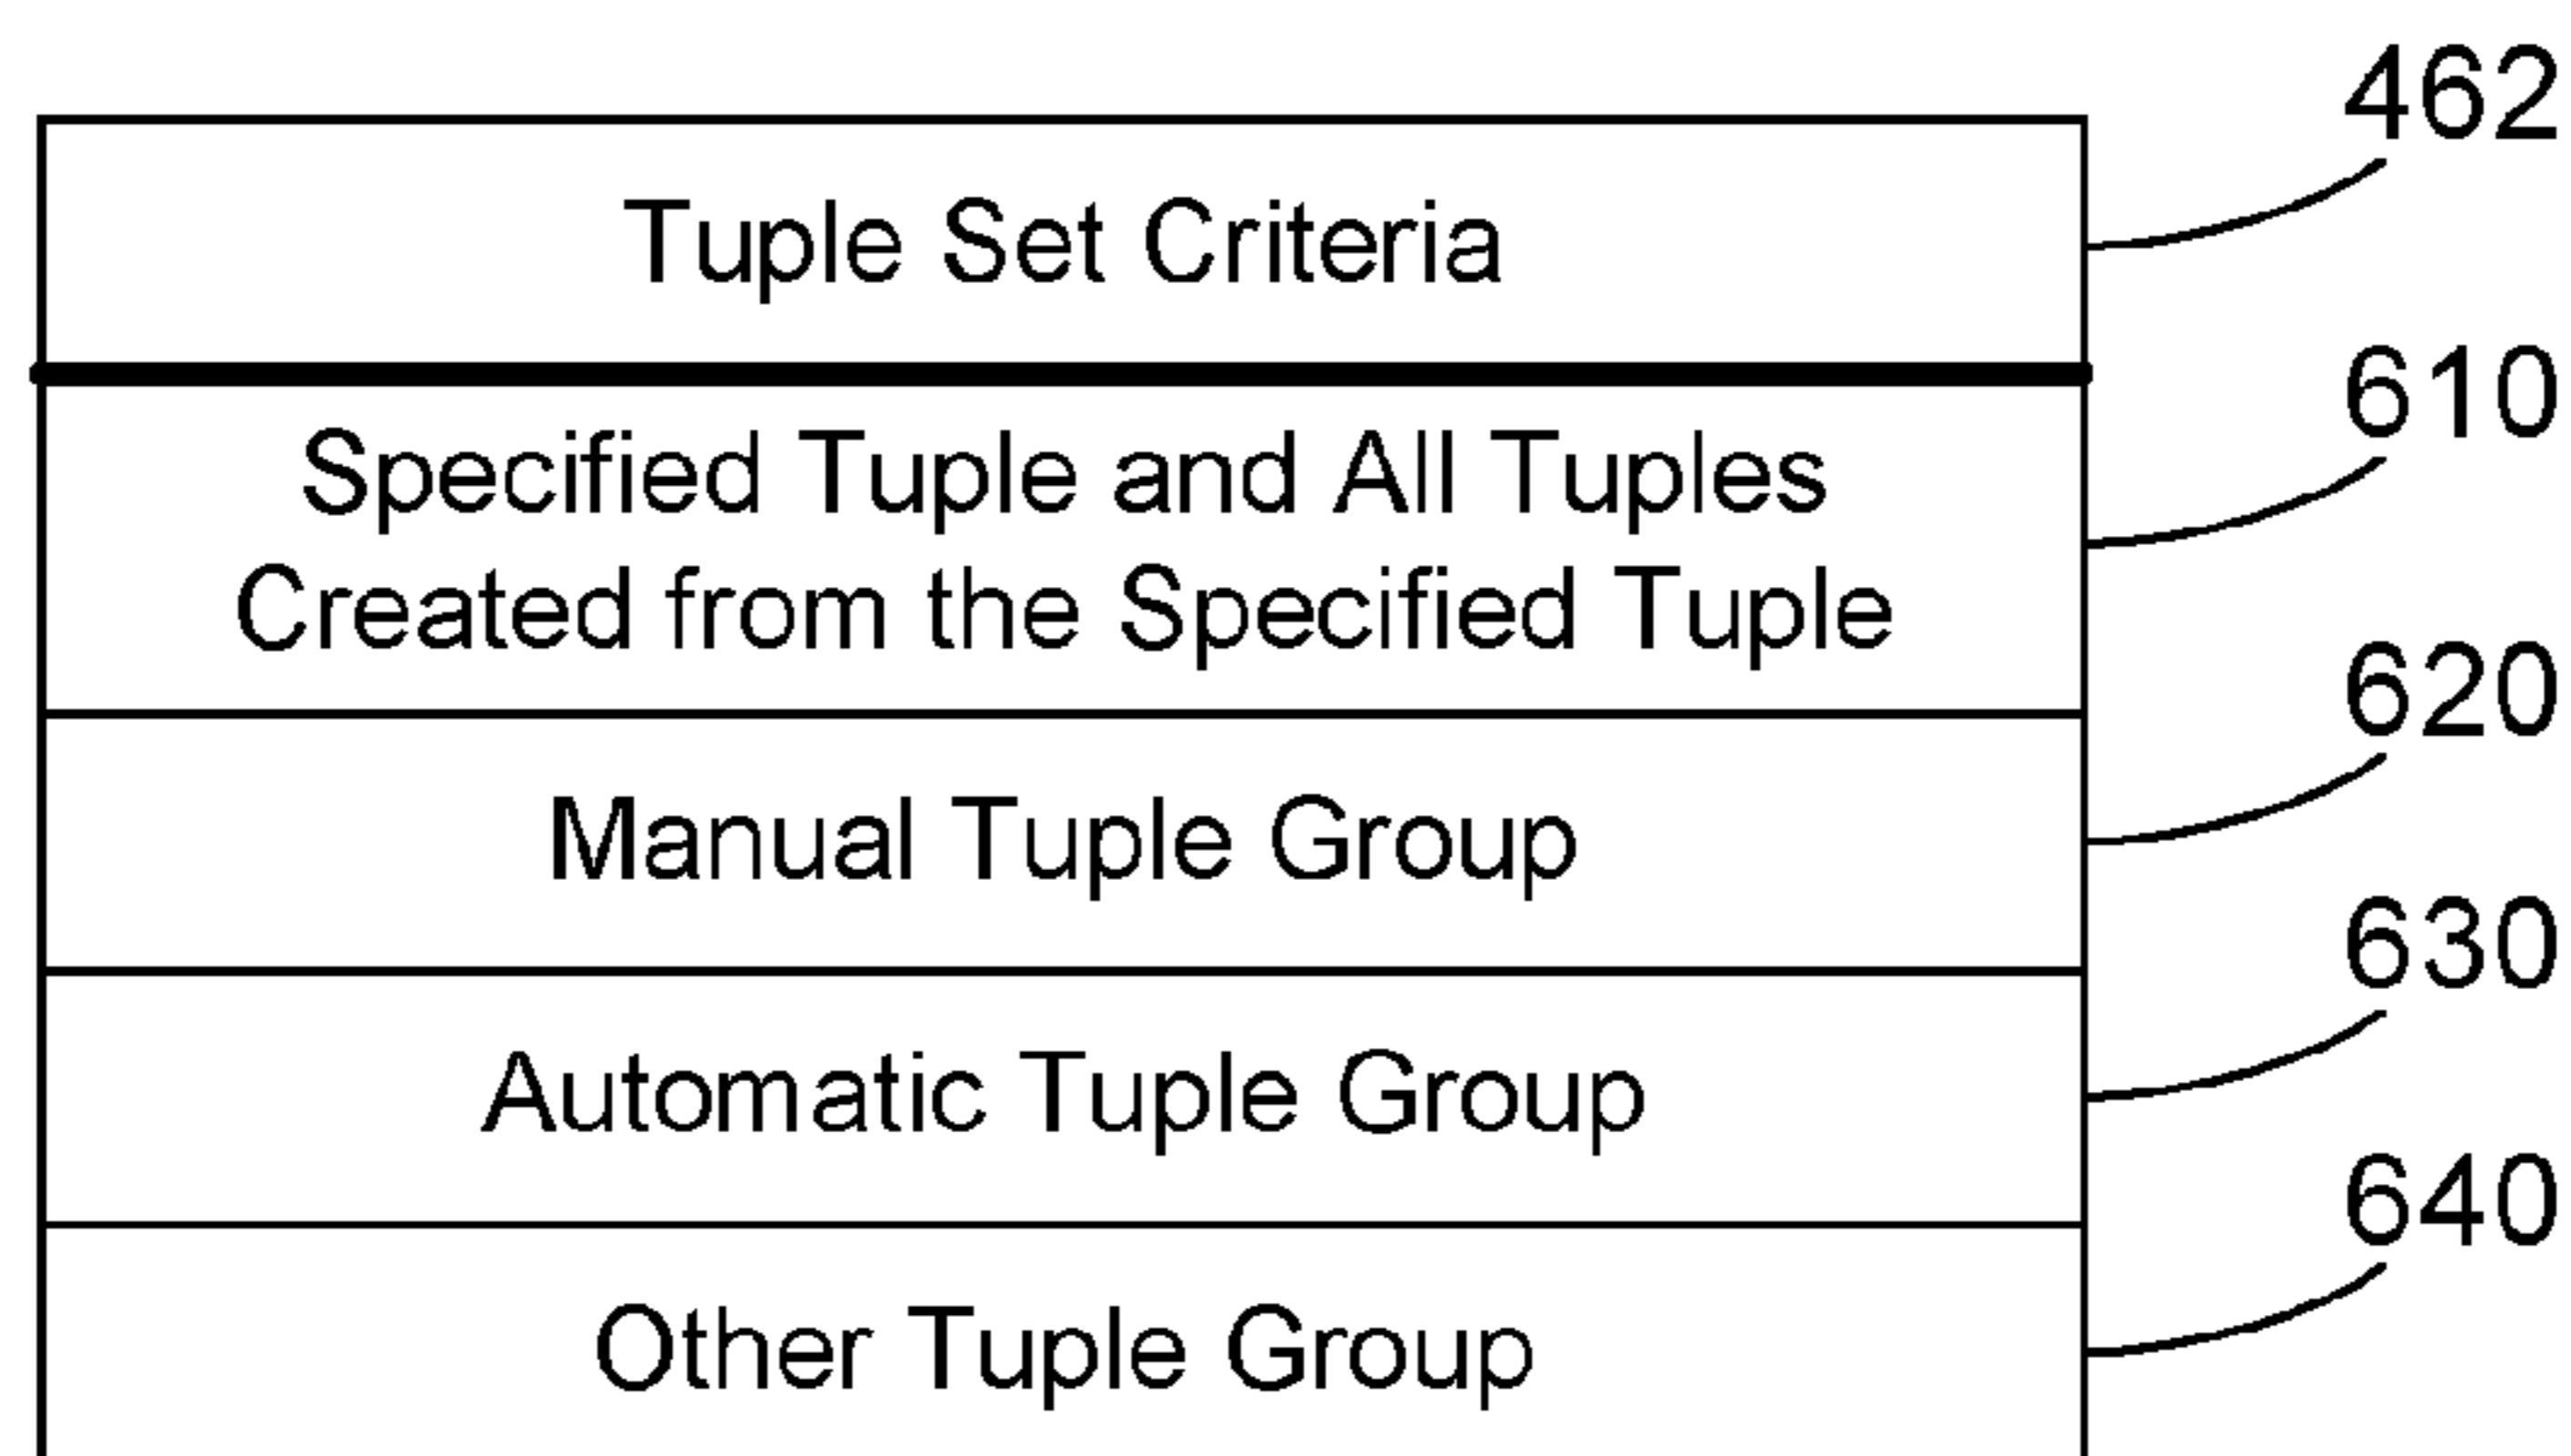 462
Tuple Set Criteria
610
Specified Tuple and All Tuples
Created from the Specified Tuple
620
Manual Tuple Group
630
Automatic Tuple Group
640
Other Tuple Group